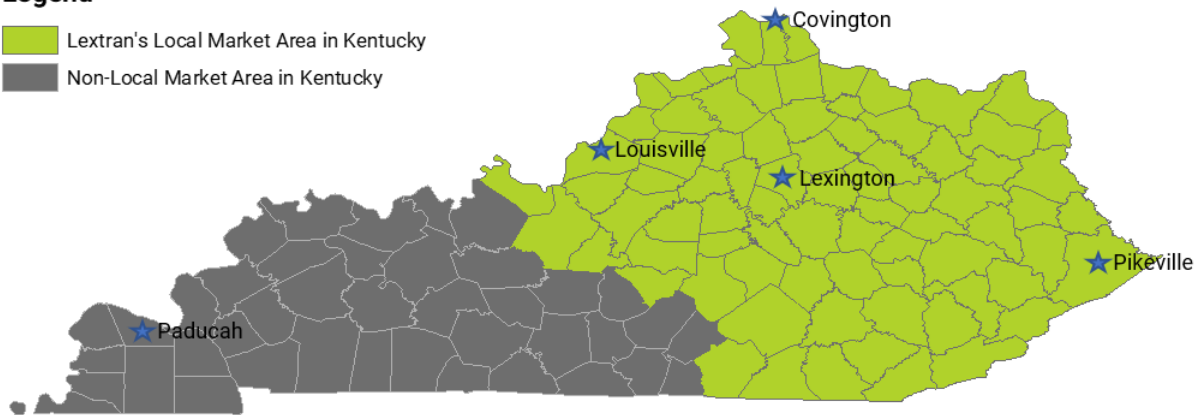 Legend
Lextran's Local Market Area in Kentucky
Non-Local Market Area in Kentucky
Covington
Louisville
Lexington
Pikeville
Paducah